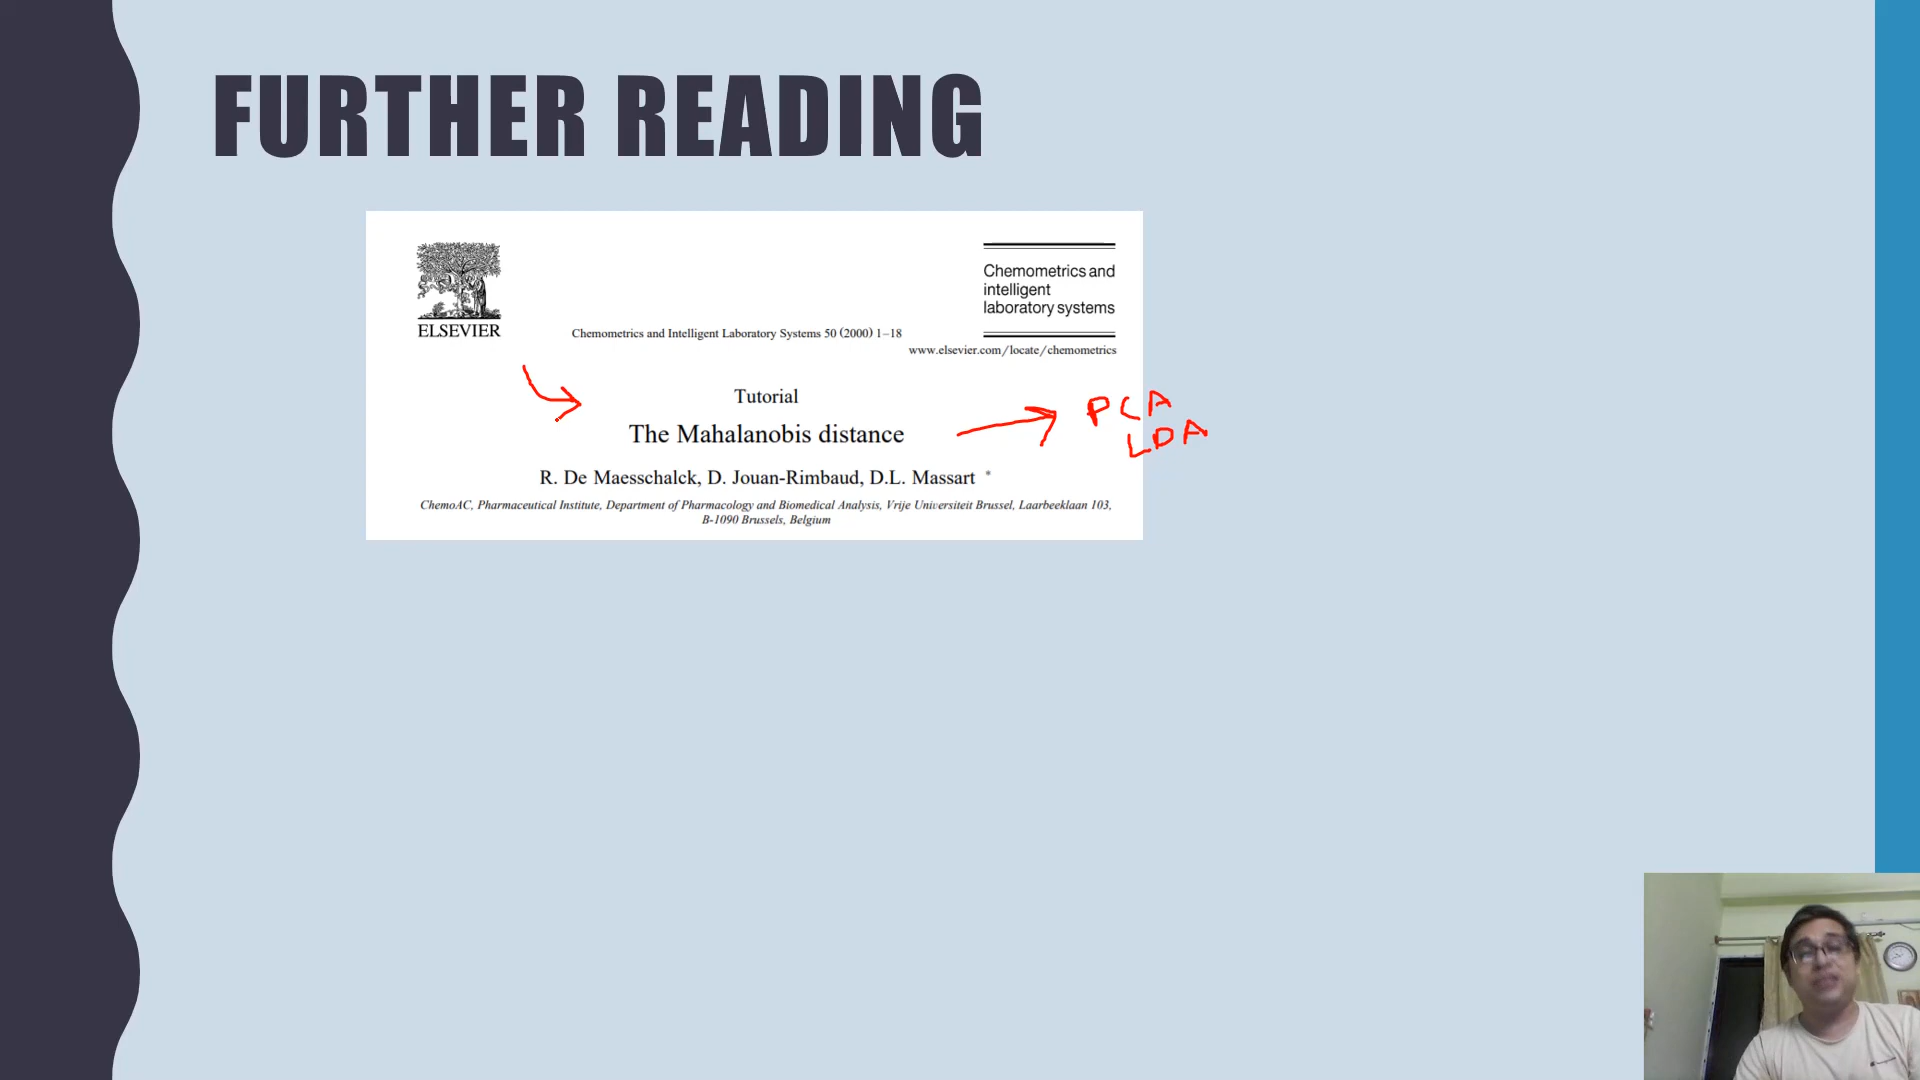 FURTHER READING
ELSEVIER
Chemometrics and Intelligent Laboratory Systems 50 (2000) 1–18
Chemometrics and
intelligent
laboratory systems
www.elsevier.com/locate/chemometrics
Tutorial
The Mahalanobis distance
R. De Maesschalck, D. Jouan-Rimbaud, D.L. Massart *
ChemoAC, Pharmaceutical Institute, Department of Pharmacology and Biomedical Analysis, Vrije Universiteit Brussel, Laarbeeklaan 103,
B-1090 Brussels, Belgium
PCA
LDA